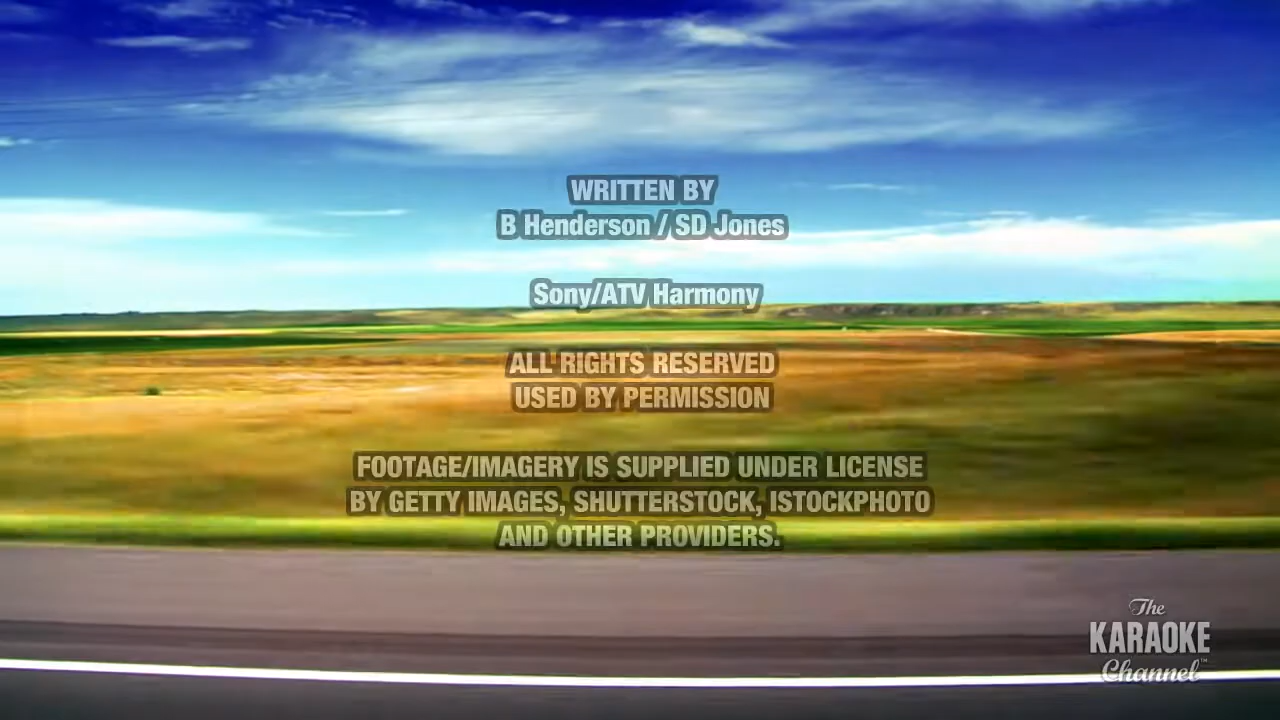 WRITTEN BY
B Henderson / SD Jones
Sony/ATV Harmony
ALL RIGHTS RESERVED
USED BY PERMISSION
FOOTAGE/IMAGERY IS SUPPLIED UNDER LICENSE
BY GETTY IMAGES, SHUTTERSTOCK, ISTOCKPHOTO
AND OTHER PROVIDERS.
The
KARAOKE
Channel™